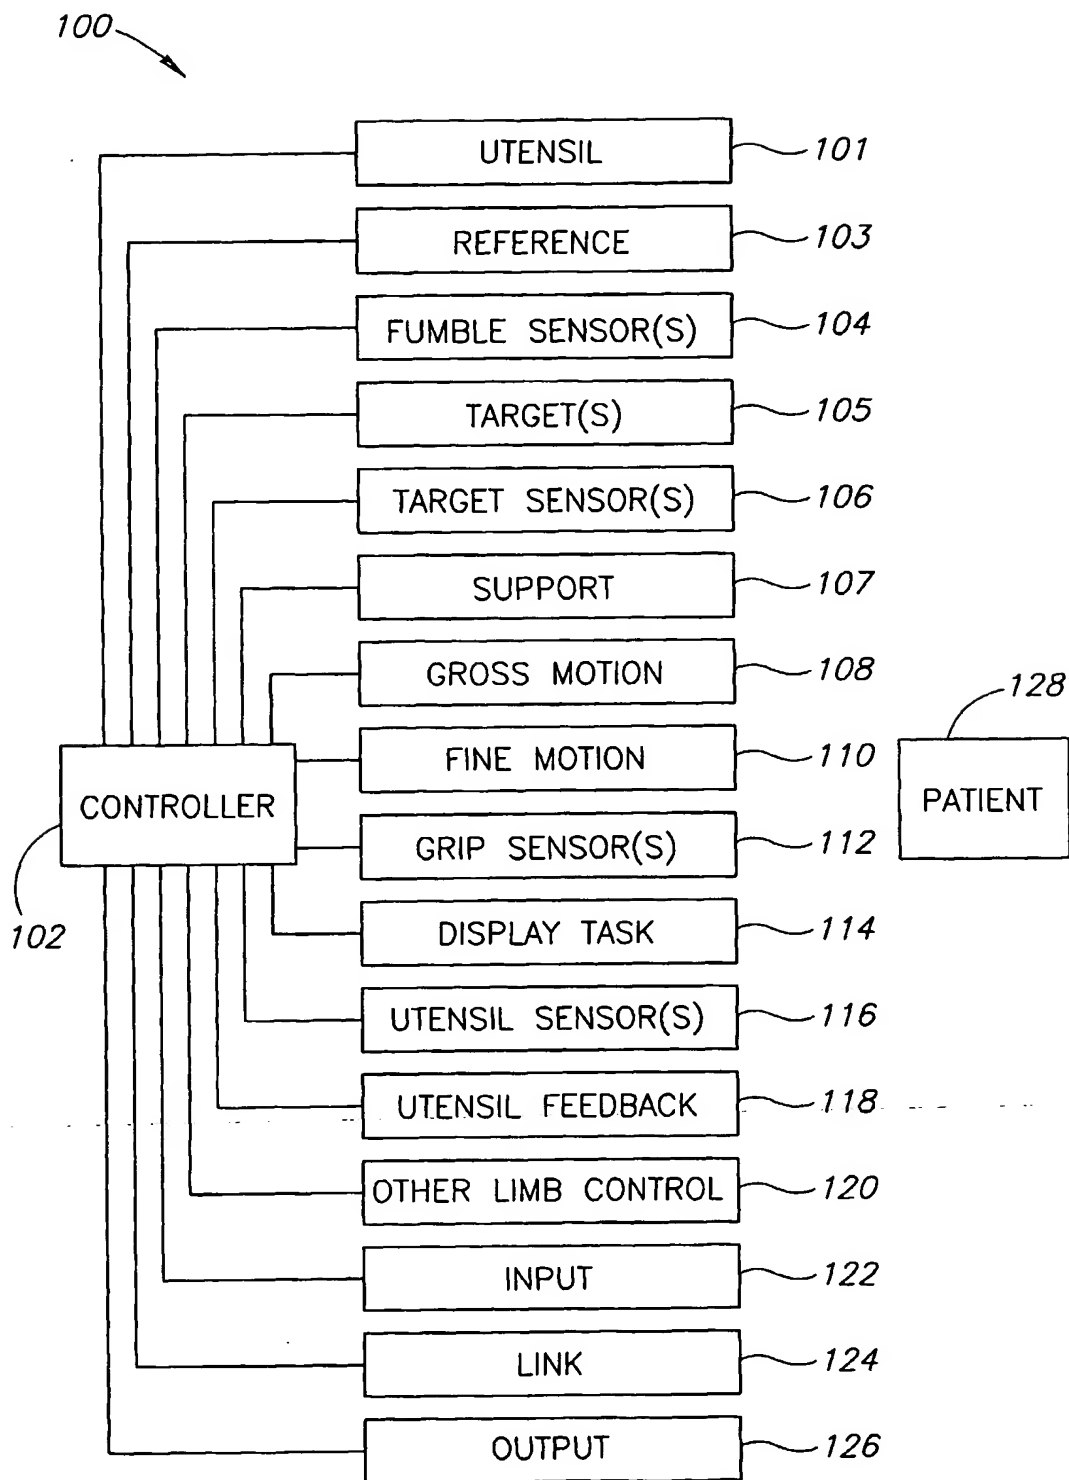 100
UTENSIL 101
REFERENCE 103
FUMBLE SENSOR(S) 104
TARGET(S) 105
TARGET SENSOR(S) 106
SUPPORT 107
GROSS MOTION 108
128
FINE MOTION 110
CONTROLLER
PATIENT
GRIP SENSOR(S) 112
102
DISPLAY TASK 114
UTENSIL SENSOR(S) 116
UTENSIL FEEDBACK 118
OTHER LIMB CONTROL 120
INPUT 122
LINK 124
OUTPUT 126